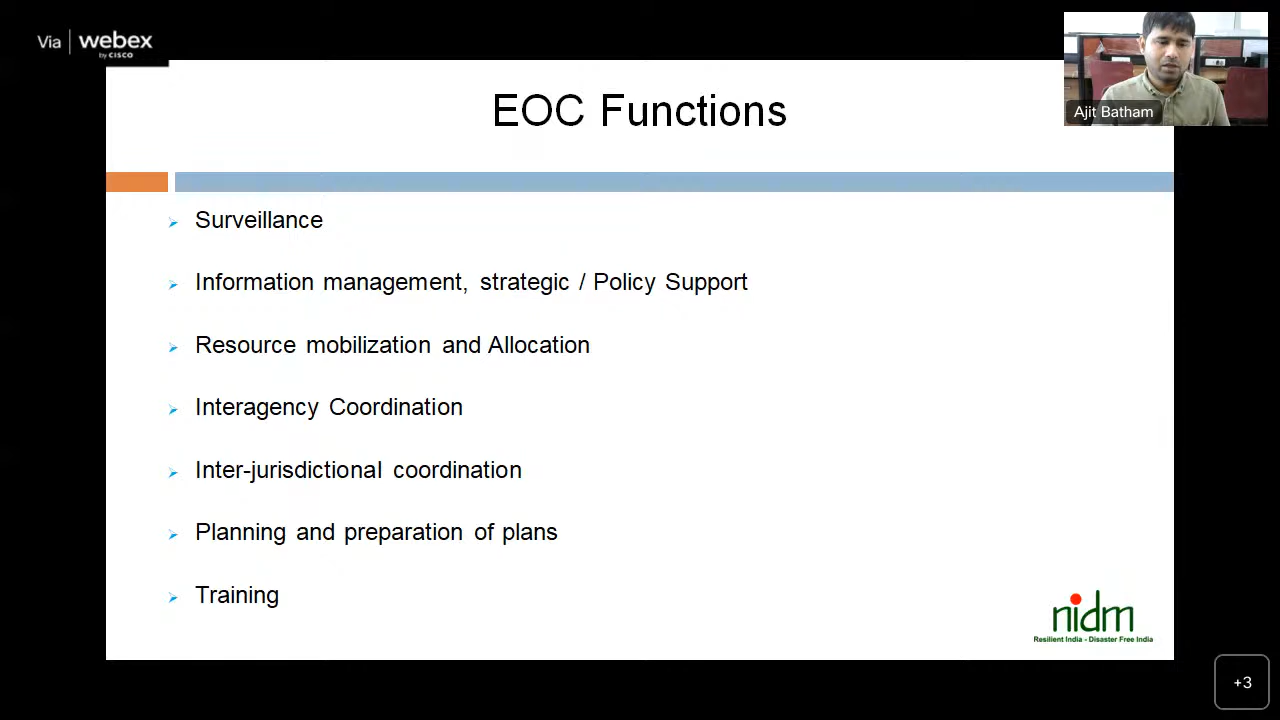 Via webex
by CISCO
Ajit Batham
EOC Functions
Surveillance
Information management, strategic / Policy Support
Resource mobilization and Allocation
Interagency Coordination
Inter-jurisdictional coordination
Planning and preparation of plans
Training
nidm
Resilient India - Disaster Free India
+3